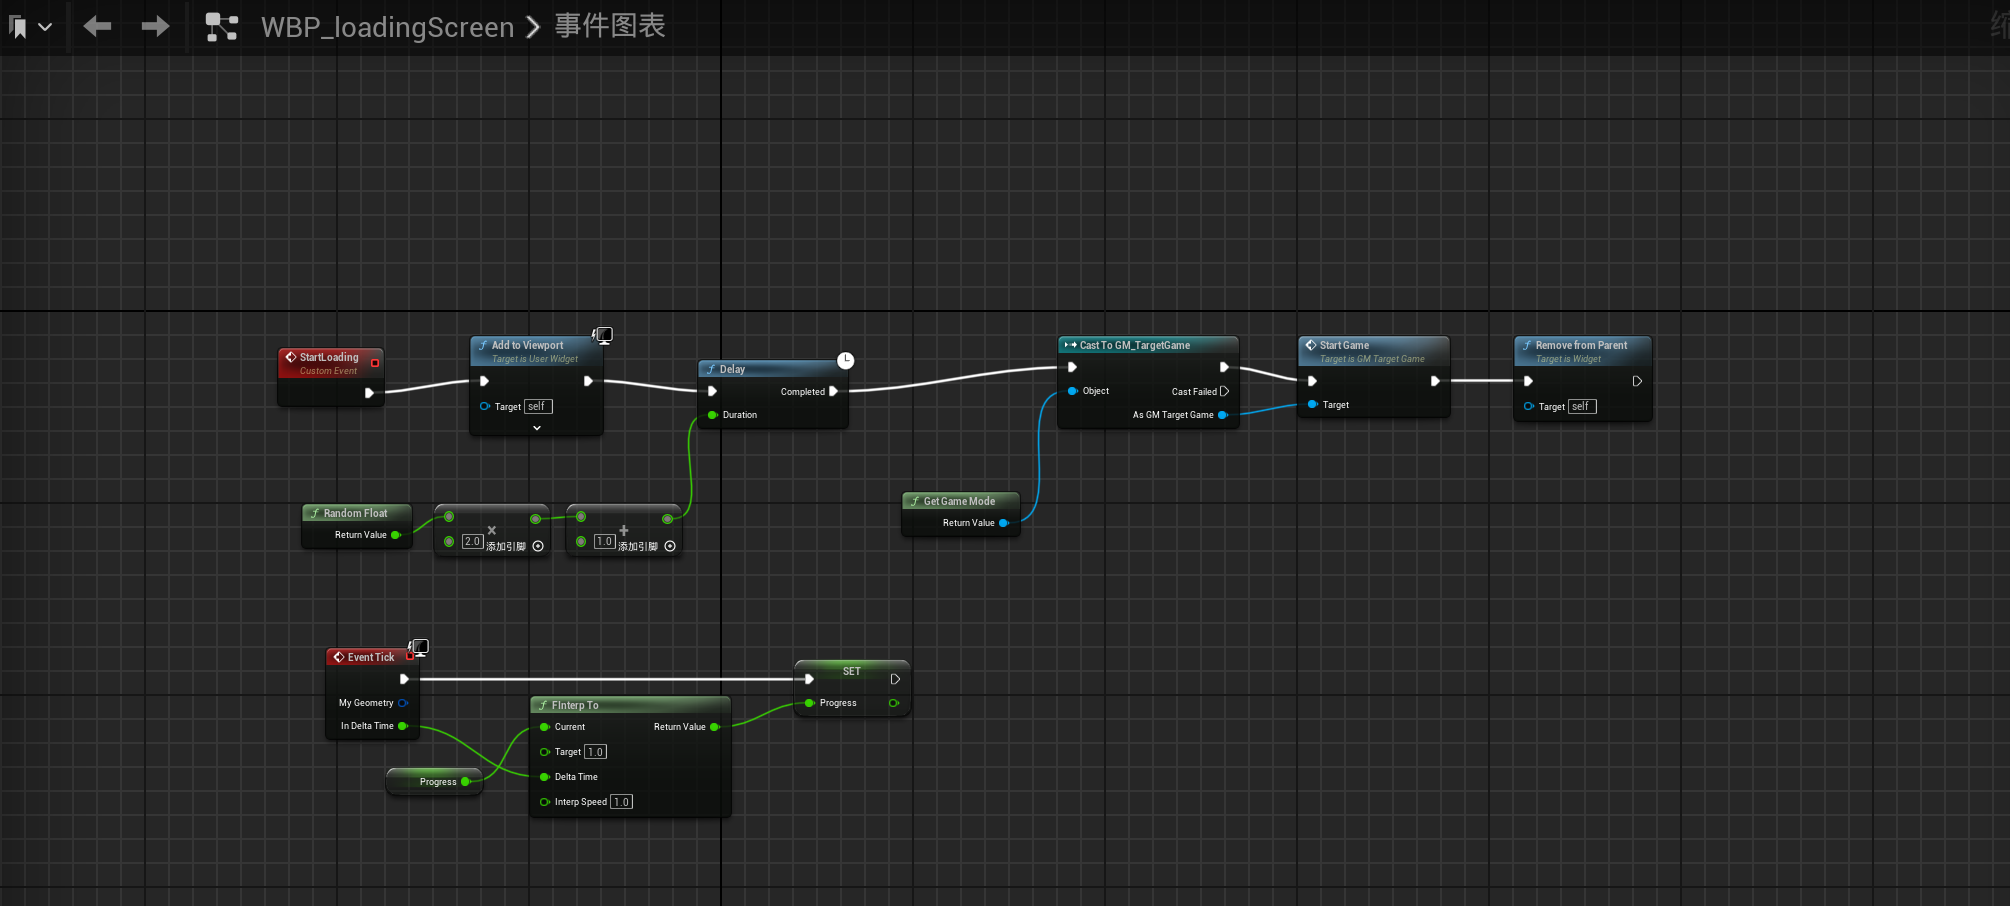 WBP_loadingScreen > 事件图表
StartLoading
Custom Event
Add to Viewport
Target is User Widget
Target self
Delay
Completed
Duration
Cast To GM_TargetGame
Object
Cast Failed
As GM Target Game
Start Game
Target is GM Target Game
Target
Remove from Parent
Target is Widget
Target self
Random Float
Return Value
×
2.0 添加引脚
+
1.0 添加引脚
Get Game Mode
Return Value
Event Tick
My Geometry
In Delta Time
Progress
FInterp To
Current Return Value
Target 1.0
Delta Time
Interp Speed 1.0
SET
Progress